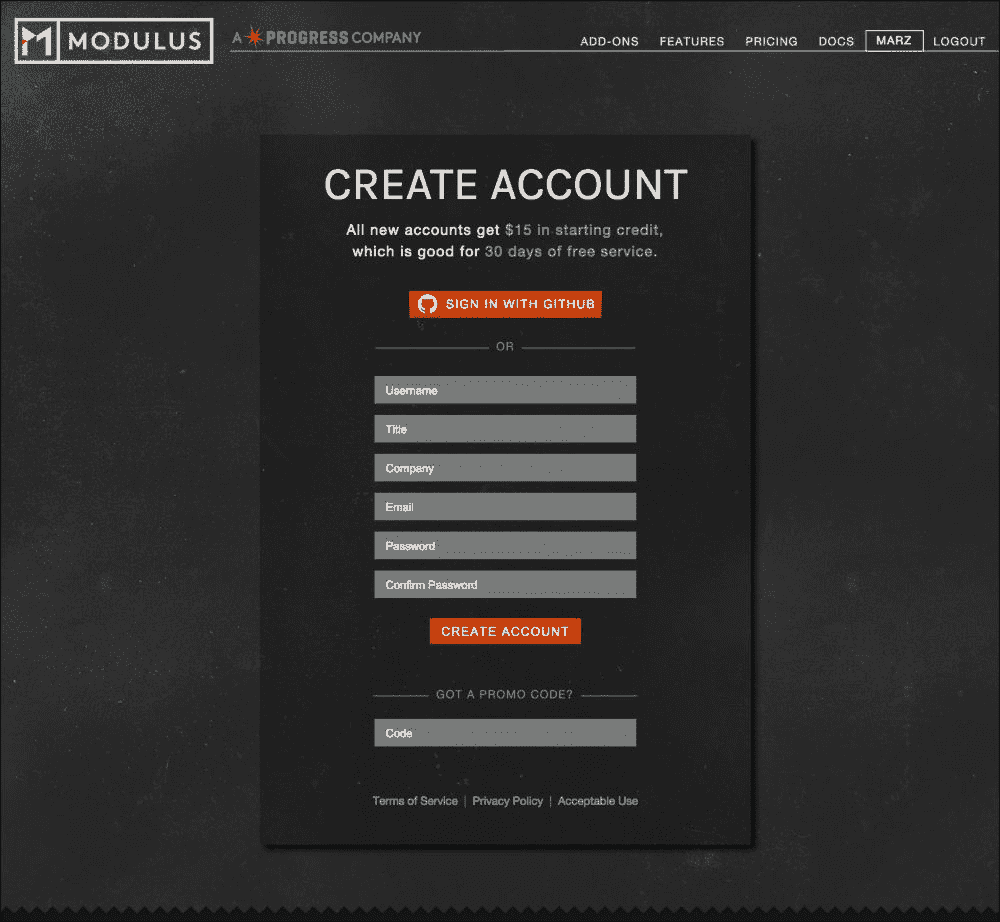 MODULUS
A PROGRESS COMPANY
ADD-ONS FEATURES PRICING DOCS MARZ LOGOUT
CREATE ACCOUNT
All new accounts get $15 in starting credit,
which is good for 30 days of free service.
SIGN IN WITH GITHUB
OR
Username
Title
Company
Email
Password
Confirm Password
CREATE ACCOUNT
GOT A PROMO CODE?
Code
Terms of Service | Privacy Policy | Acceptable Use